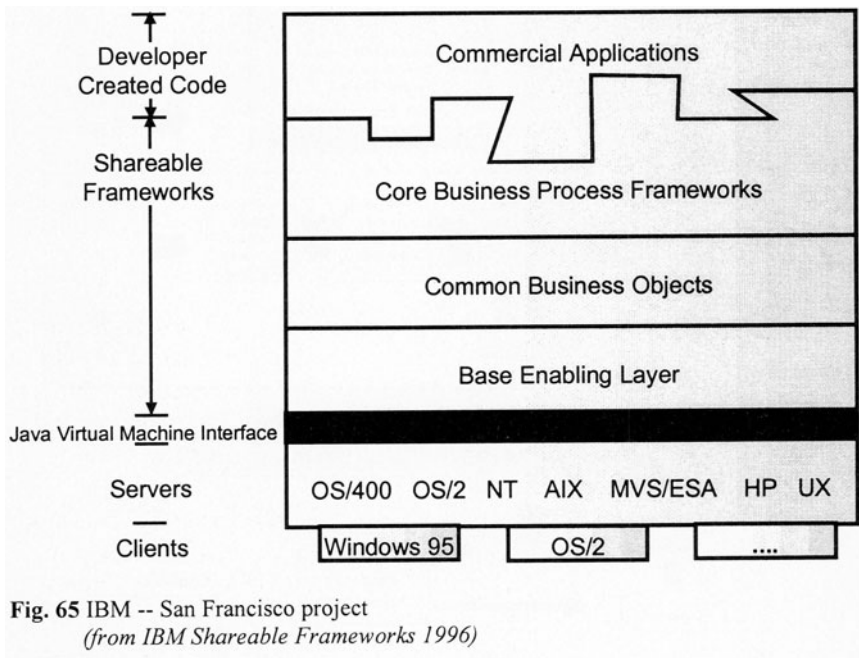 Developer
Created Code
Commercial Applications
Shareable
Frameworks
Core Business Process Frameworks
Common Business Objects
Base Enabling Layer
Java Virtual Machine Interface
Servers
OS/400 OS/2 NT AIX MVS/ESA HP UX
Clients
Windows 95 OS/2 ....
Fig. 65 IBM -- San Francisco project
(from IBM Shareable Frameworks 1996)